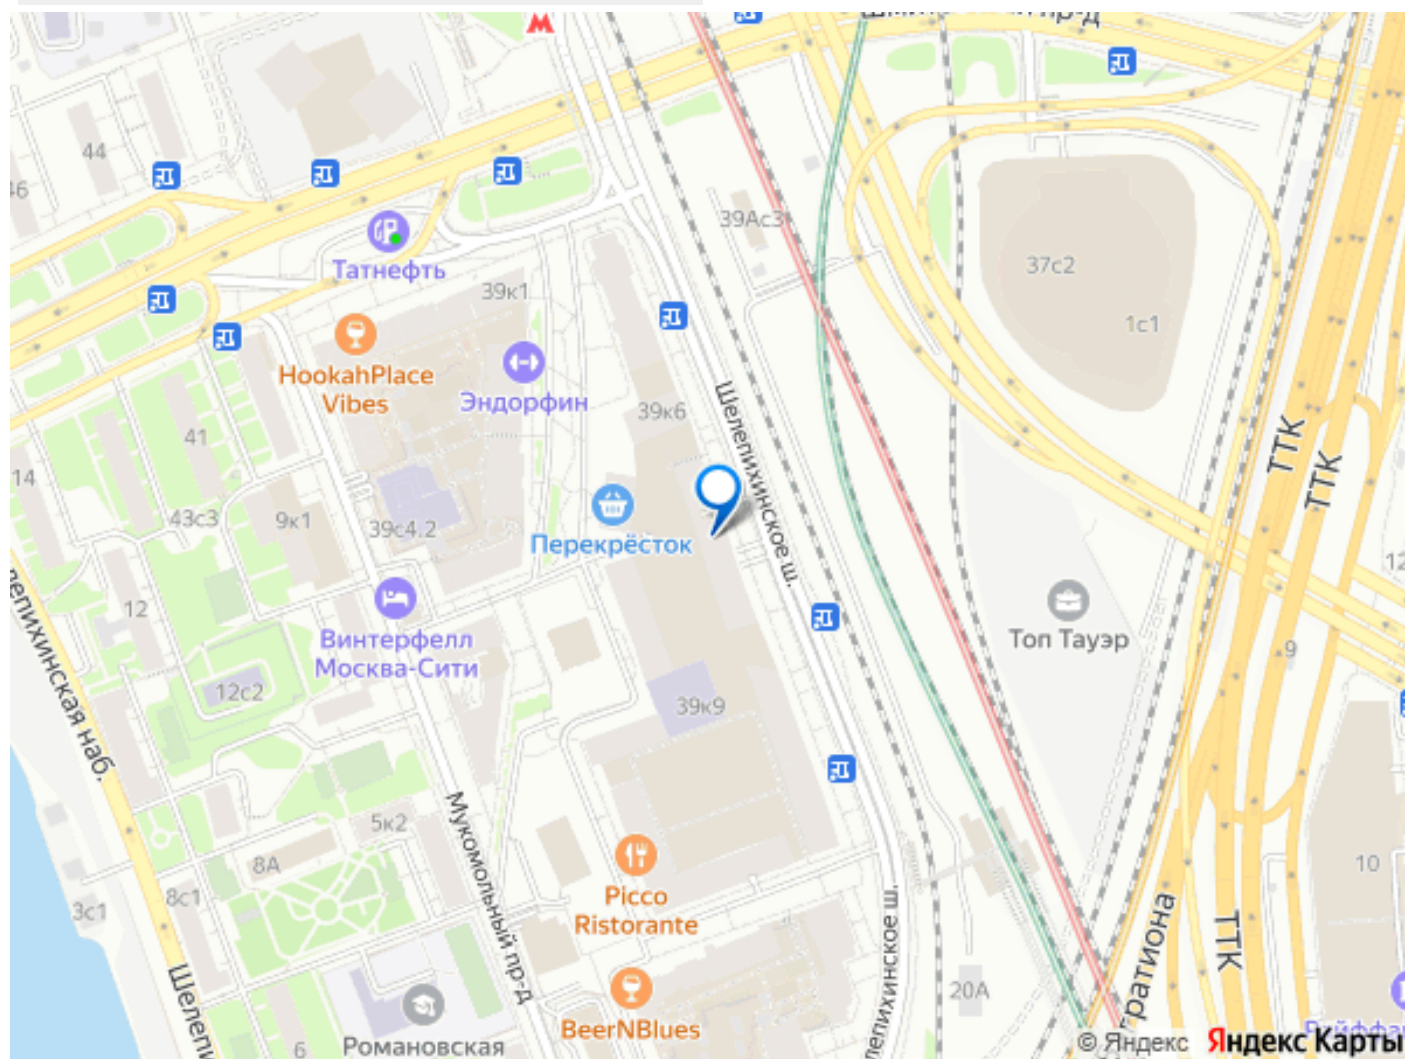 44
46
39Ас3
37с2
1с1
Татнефть
39к1
HookahPlace
Vibes
Эндорфин
39к6
Шелепихинское ш.
ТТК
ТТК
41
14
43с3
9к1
39с4.2
Перекрёсток
12
Винтерфелл
Москва-Сити
Топ Тауэр
9
12с2
39к9
5к2
8А
8с1
3с1
Мукомольный пр-д
Picco
Ristorante
10
ТТК
Шелепихинское ш.
20А
BeerNBlues
Романовская
6
© Яндекс
Яндекс Карты